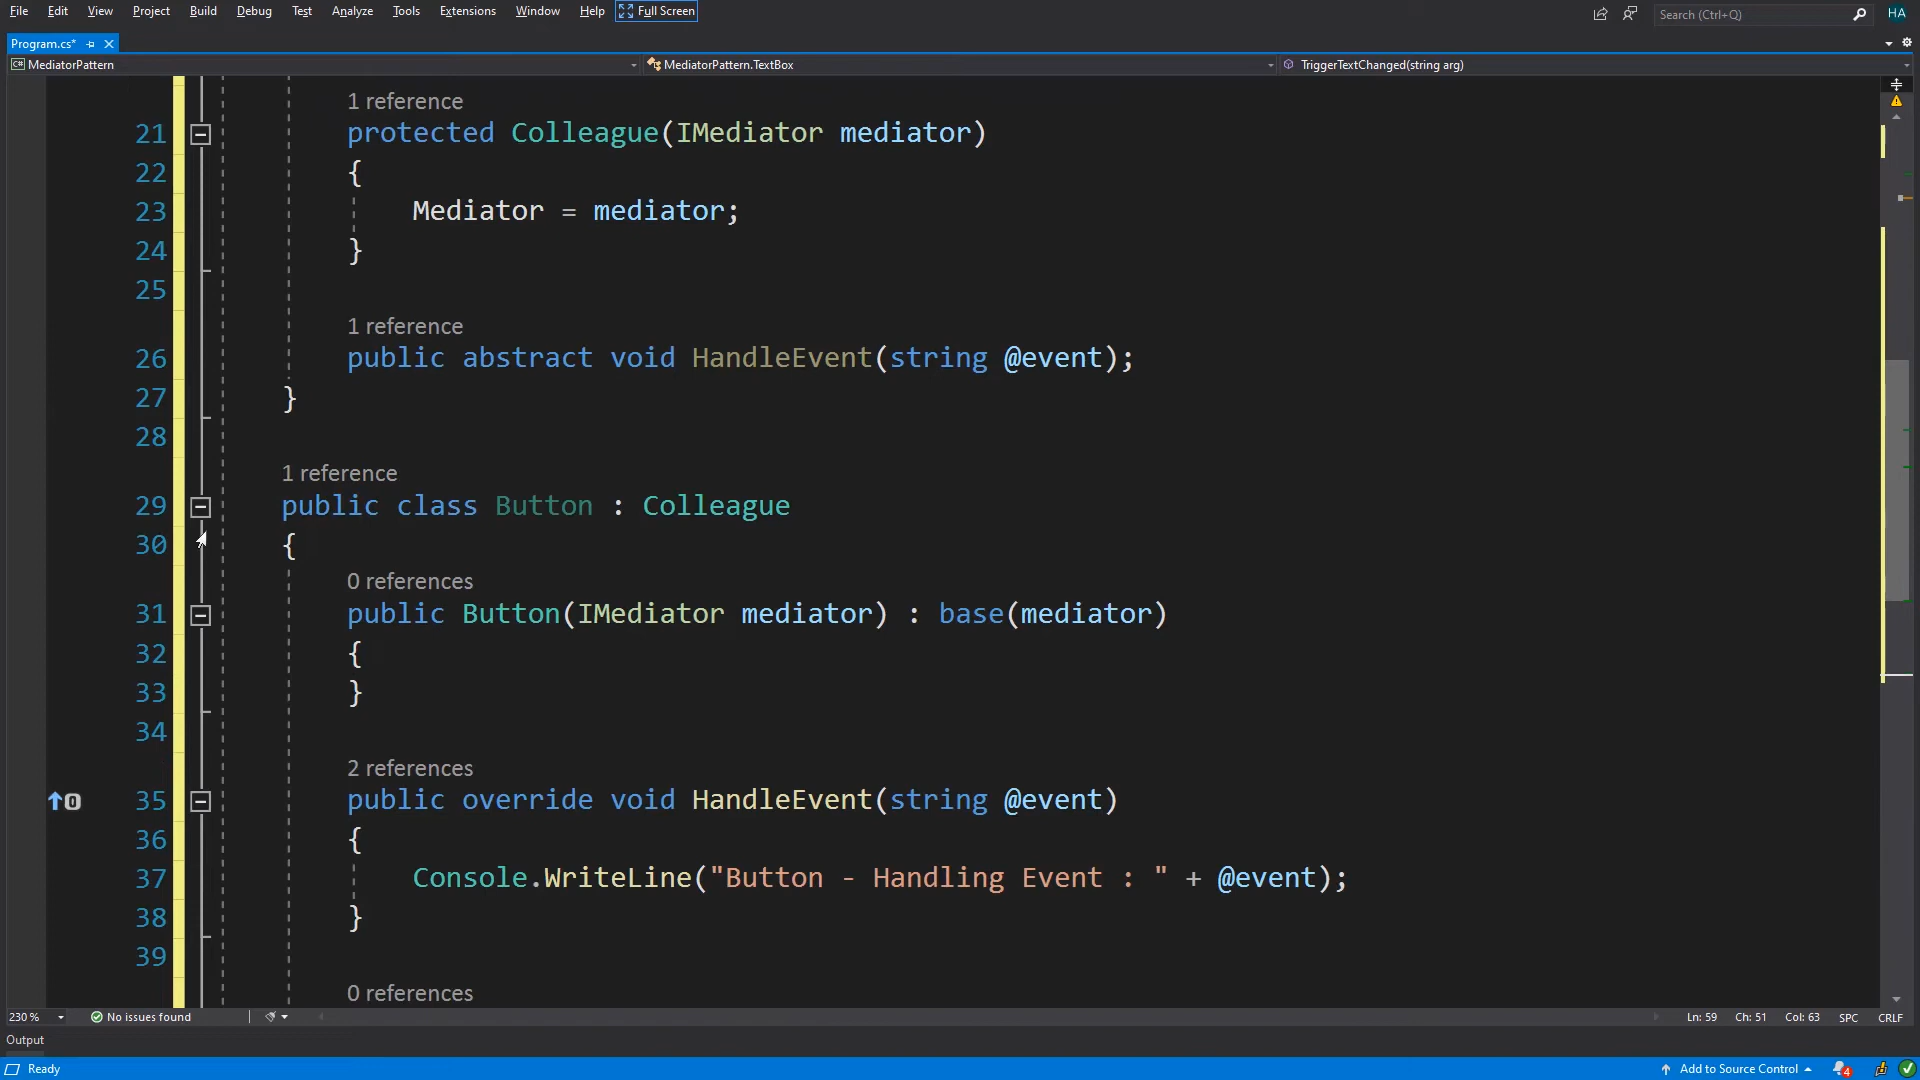 File Edit View Project Build Debug Test Analyze Tools Extensions Window Help Full Screen Search (Ctrl+Q) HA
Program.cs*
MediatorPattern MediatorPattern.TextBox TriggerTextChanged(string arg)
1 reference
21 protected Colleague(IMediator mediator)
22 {
23 Mediator = mediator;
24 }
25
1 reference
26 public abstract void HandleEvent(string @event);
27 }
28
1 reference
29 public class Button : Colleague
30 {
0 references
31 public Button(IMediator mediator) : base(mediator)
32 {
33 }
34
2 references
35 public override void HandleEvent(string @event)
36 {
37 Console.WriteLine("Button - Handling Event : " + @event);
38 }
39
0 references
230 % No issues found Ln: 59 Ch: 51 Col: 63 SPC CRLF
Output
Ready Add to Source Control 4